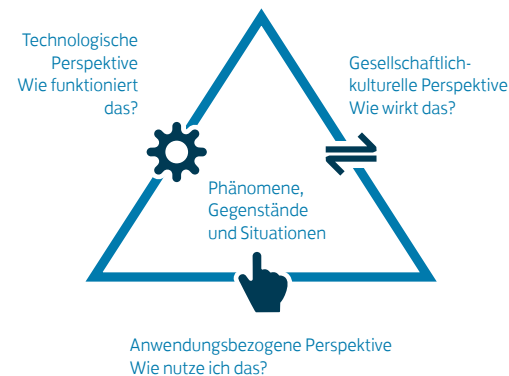 Technologische
Perspektive
Wie funktioniert
das?
Gesellschaftlich-
kulturelle Perspektive
Wie wirkt das?
Phänomene,
Gegenstände
und Situationen
Anwendungsbezogene Perspektive
Wie nutze ich das?